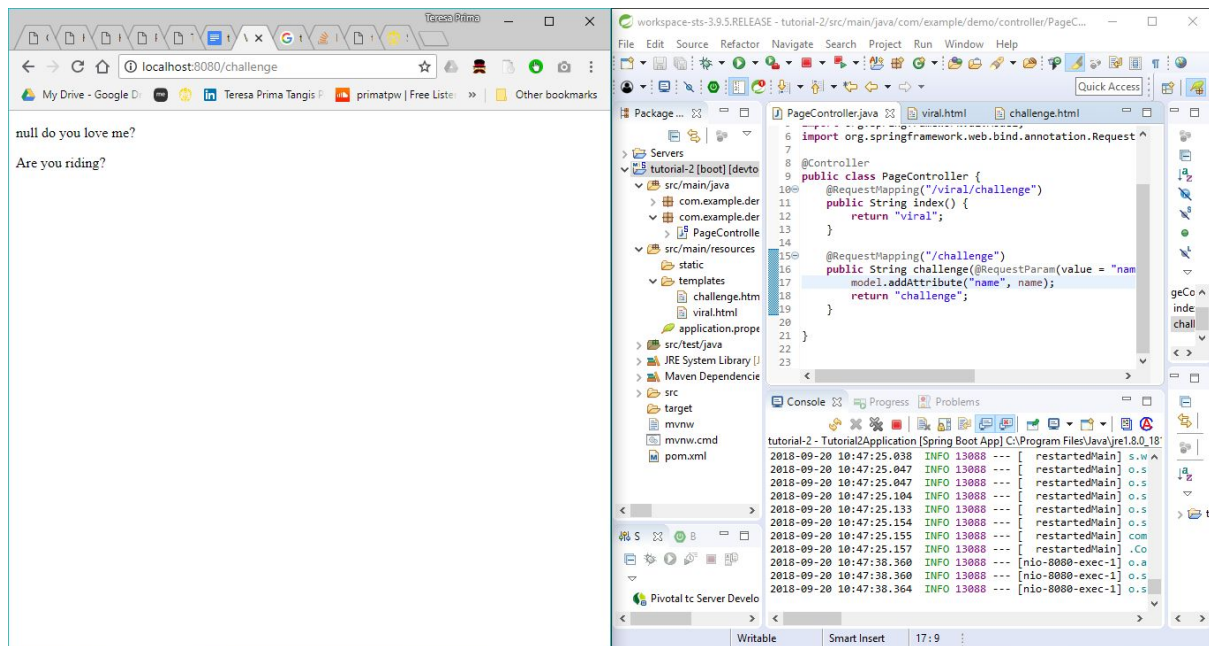 Teresa Prima
localhost:8080/challenge
My Drive - Google Dr
Teresa Prima Tangis P
primatpw | Free Liste
»
Other bookmarks
null do you love me?
Are you riding?
workspace-sts-3.9.5.RELEASE - tutorial-2/src/main/java/com/example/demo/controller/PageC...
File Edit Source Refactor Navigate Search Project Run Window Help
Quick Access
Package...
Servers
tutorial-2 [boot] [devto
src/main/java
com.example.der
com.example.der
PageControlle
src/main/resources
static
templates
challenge.htm
viral.html
application.prope
src/test/java
JRE System Library [J
Maven Dependencie
src
target
mvnw
mvnw.cmd
pom.xml
S B
Pivotal tc Server Develo
PageController.java viral.html challenge.html
6 import org.springframework.web.bind.annotation.Request
7
8 @Controller
9 public class PageController {
10 @RequestMapping("/viral/challenge")
11 public String index() {
12 return "viral";
13 }
14
15 @RequestMapping("/challenge")
16 public String challenge(@RequestParam(value = "nam
17 model.addAttribute("name", name);
18 return "challenge";
19 }
20
21 }
22
23
geCo
inde
chall
Console Progress Problems
tutorial-2 - Tutorial2Application [Spring Boot App] C:\Program Files\Java\jre1.8.0_18
2018-09-20 10:47:25.038 INFO 13088 --- [ restartedMain] s.w
2018-09-20 10:47:25.047 INFO 13088 --- [ restartedMain] o.s
2018-09-20 10:47:25.047 INFO 13088 --- [ restartedMain] o.s
2018-09-20 10:47:25.104 INFO 13088 --- [ restartedMain] o.s
2018-09-20 10:47:25.133 INFO 13088 --- [ restartedMain] o.s
2018-09-20 10:47:25.154 INFO 13088 --- [ restartedMain] o.s
2018-09-20 10:47:25.155 INFO 13088 --- [ restartedMain] com
2018-09-20 10:47:25.157 INFO 13088 --- [ restartedMain] .Co
2018-09-20 10:47:38.360 INFO 13088 --- [nio-8080-exec-1] o.a
2018-09-20 10:47:38.360 INFO 13088 --- [nio-8080-exec-1] o.s
2018-09-20 10:47:38.364 INFO 13088 --- [nio-8080-exec-1] o.s
Writable Smart Insert 17 : 9